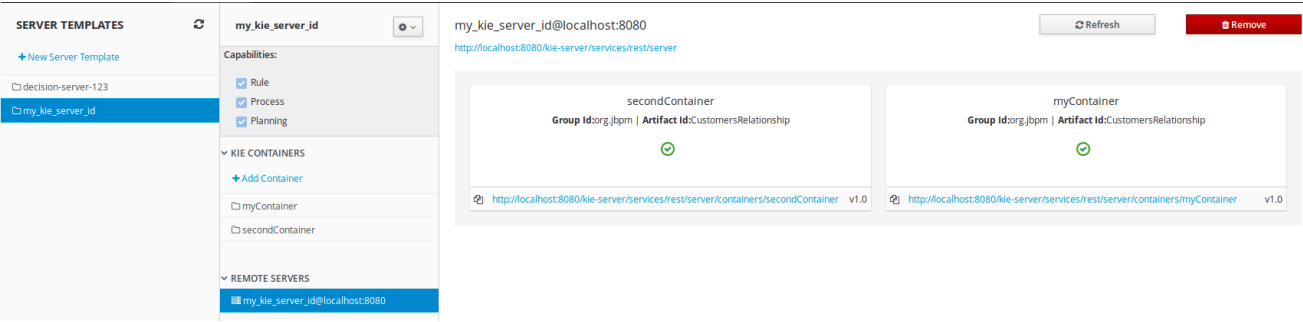 SERVER TEMPLATES
+ New Server Template
decision-server-123
my_kie_server_id
my_kie_server_id
Capabilities:
Rule
Process
Planning
KIE CONTAINERS
+ Add Container
myContainer
secondContainer
REMOTE SERVERS
my_kie_server_id@localhost:8080
my_kie_server_id@localhost:8080
Refresh
Remove
http://localhost:8080/kie-server/services/rest/server
secondContainer
Group Id:org.jbpm | Artifact Id:CustomersRelationship
http://localhost:8080/kie-server/services/rest/server/containers/secondContainer v1.0
myContainer
Group Id:org.jbpm | Artifact Id:CustomersRelationship
http://localhost:8080/kie-server/services/rest/server/containers/myContainer v1.0